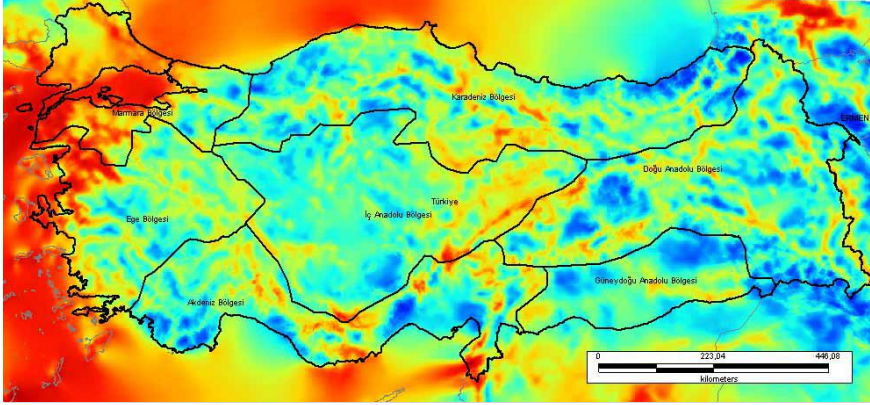 Karadeniz Bölgesi
Marmara Bölgesi
ERMEN
Doğu Anadolu Bölgesi
Türkiye
İç Anadolu Bölgesi
Ege Bölgesi
Güneydoğu Anadolu Bölgesi
Akdeniz Bölgesi
0 223,04 446,08
kilometers